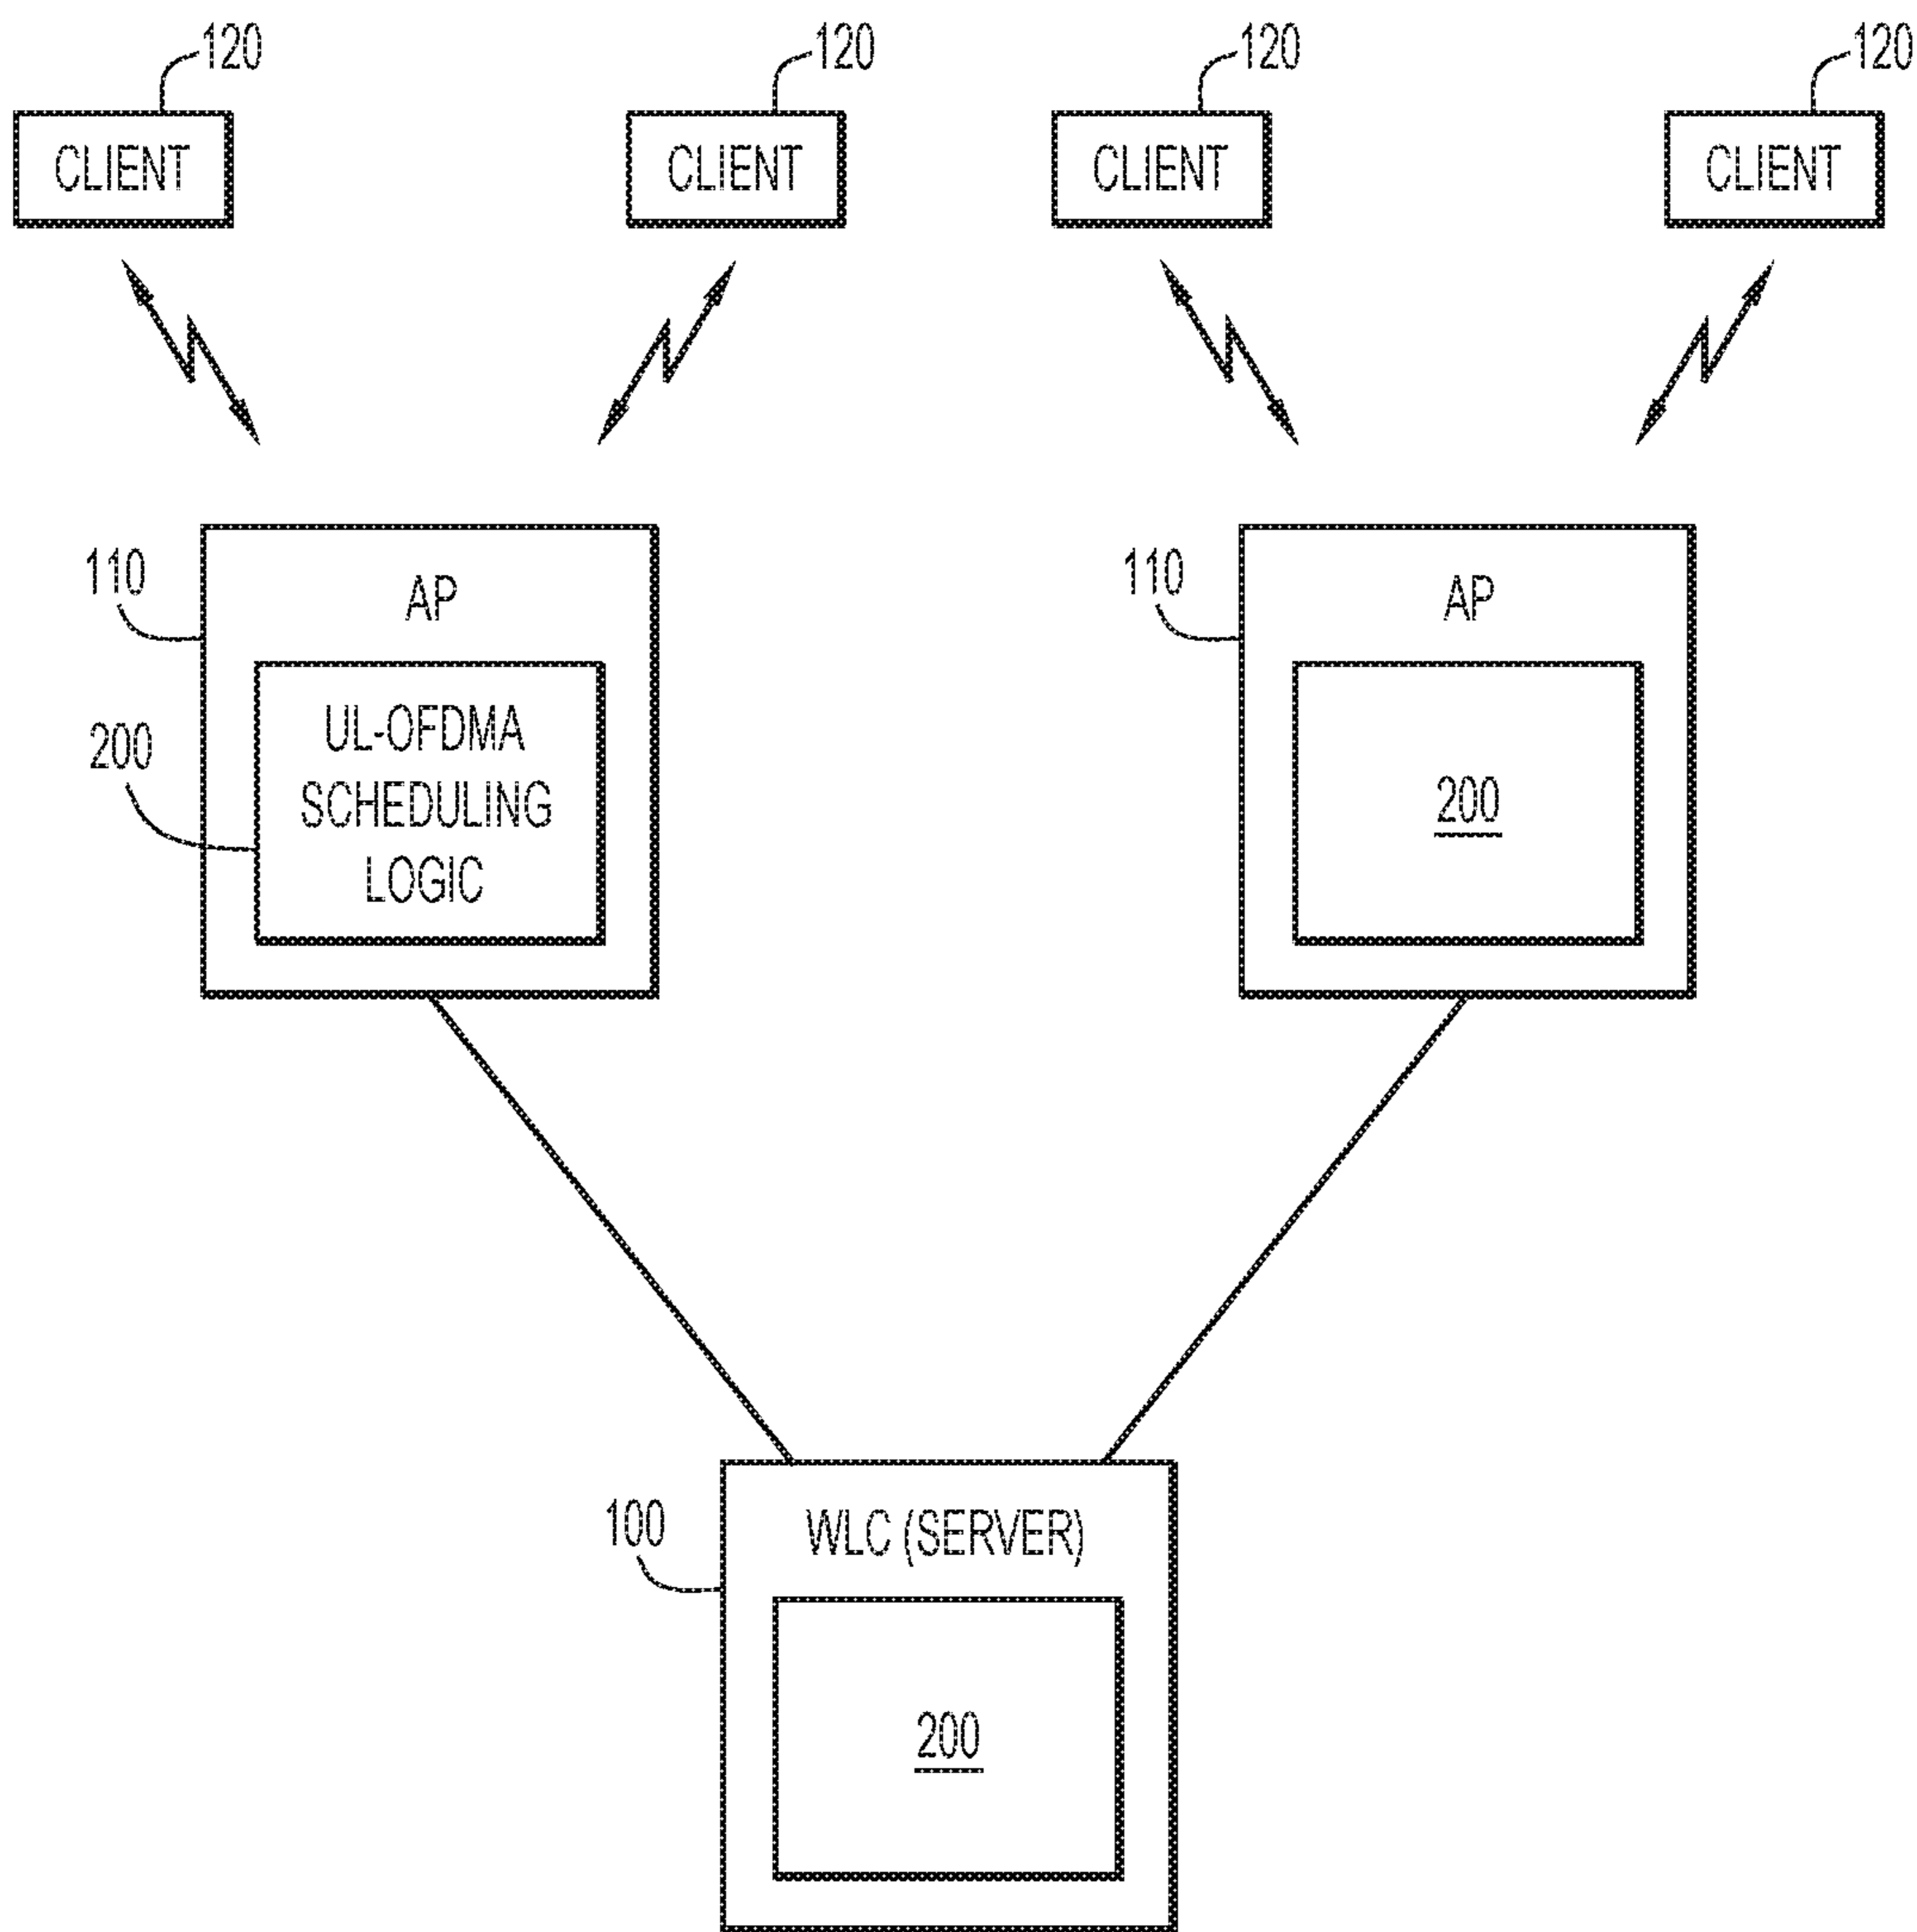 120
120
120
120
CLIENT
CLIENT
CLIENT
CLIENT
110
AP
200
UL-OFDMA
SCHEDULING
LOGIC
110
AP
200
100
WLC (SERVER)
200